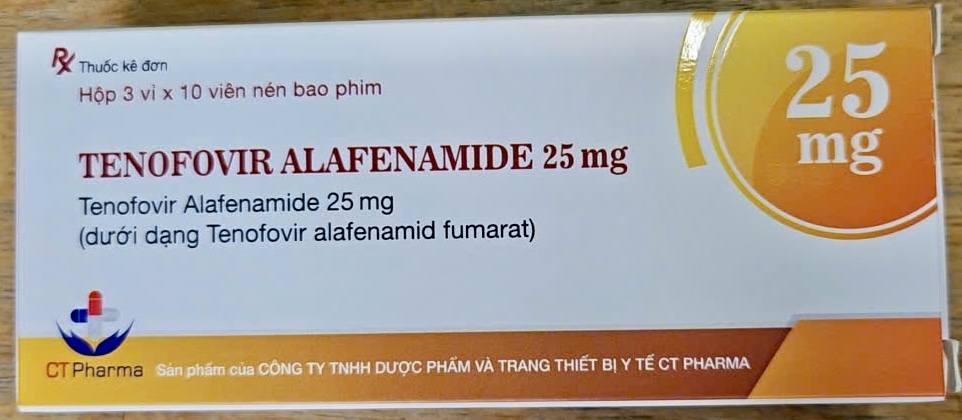 Rx Thuốc kê đơn
Hộp 3 vỉ x 10 viên nén bao phim
TENOFOVIR ALAFENAMIDE 25 mg
Tenofovir Alafenamide 25 mg
(dưới dạng Tenofovir alafenamid fumarat)
25
mg
CT Pharma
Sản phẩm của CÔNG TY TNHH DƯỢC PHẨM VÀ TRANG THIẾT BỊ Y TẾ CT PHARMA